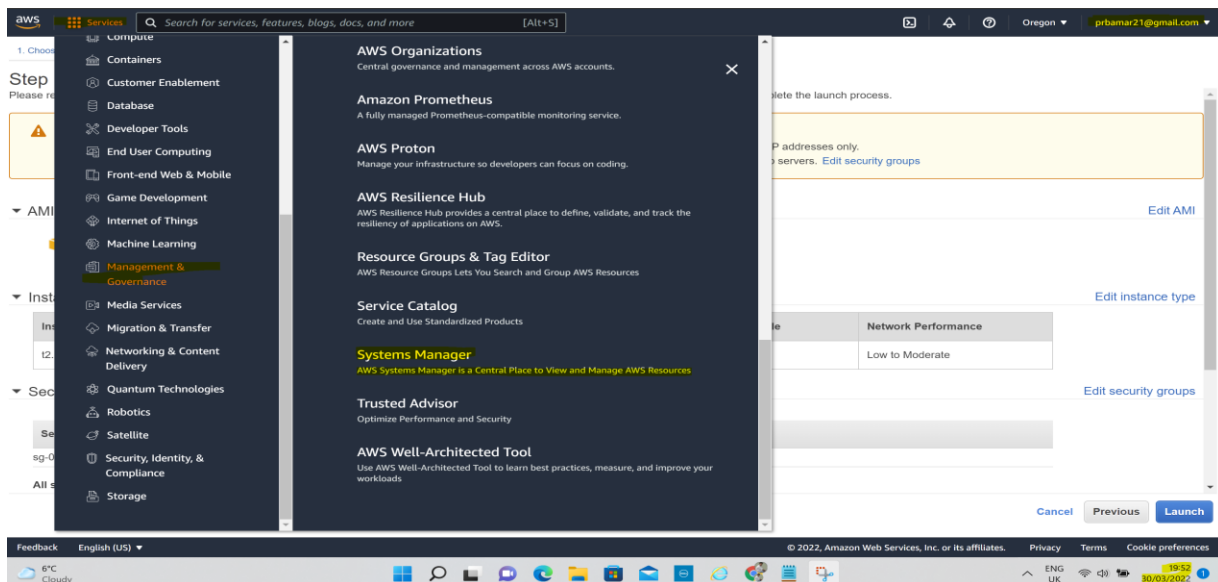 aws
Services
Search for services, features, blogs, docs, and more [Alt+S]
Oregon
prbamar21@gmail.com
1. Choos
Step
Please re
plete the launch process.
P addresses only.
servers. Edit security groups
AMI
Edit AMI
Inst
Edit instance type
Ins
le
Network Performance
t2.
Low to Moderate
Sec
Edit security groups
Se
sg-0
All s
Compute
Containers
Customer Enablement
Database
Developer Tools
End User Computing
Front-end Web & Mobile
Game Development
Internet of Things
Machine Learning
Management &
Governance
Media Services
Migration & Transfer
Networking & Content
Delivery
Quantum Technologies
Robotics
Satellite
Security, Identity, &
Compliance
Storage
AWS Organizations
Central governance and management across AWS accounts.
Amazon Prometheus
A fully managed Prometheus-compatible monitoring service.
AWS Proton
Manage your infrastructure so developers can focus on coding.
AWS Resilience Hub
AWS Resilience Hub provides a central place to define, validate, and track the
resiliency of applications on AWS.
Resource Groups & Tag Editor
AWS Resource Groups Lets You Search and Group AWS Resources
Service Catalog
Create and Use Standardized Products
Systems Manager
AWS Systems Manager is a Central Place to View and Manage AWS Resources
Trusted Advisor
Optimize Performance and Security
AWS Well-Architected Tool
Use AWS Well-Architected Tool to learn best practices, measure, and improve your
workloads
Cancel
Previous
Launch
Feedback
English (US)
© 2022, Amazon Web Services, Inc. or its affiliates.
Privacy
Terms
Cookie preferences
6°C
Cloudy
ENG
UK
19:52
30/03/2022
1